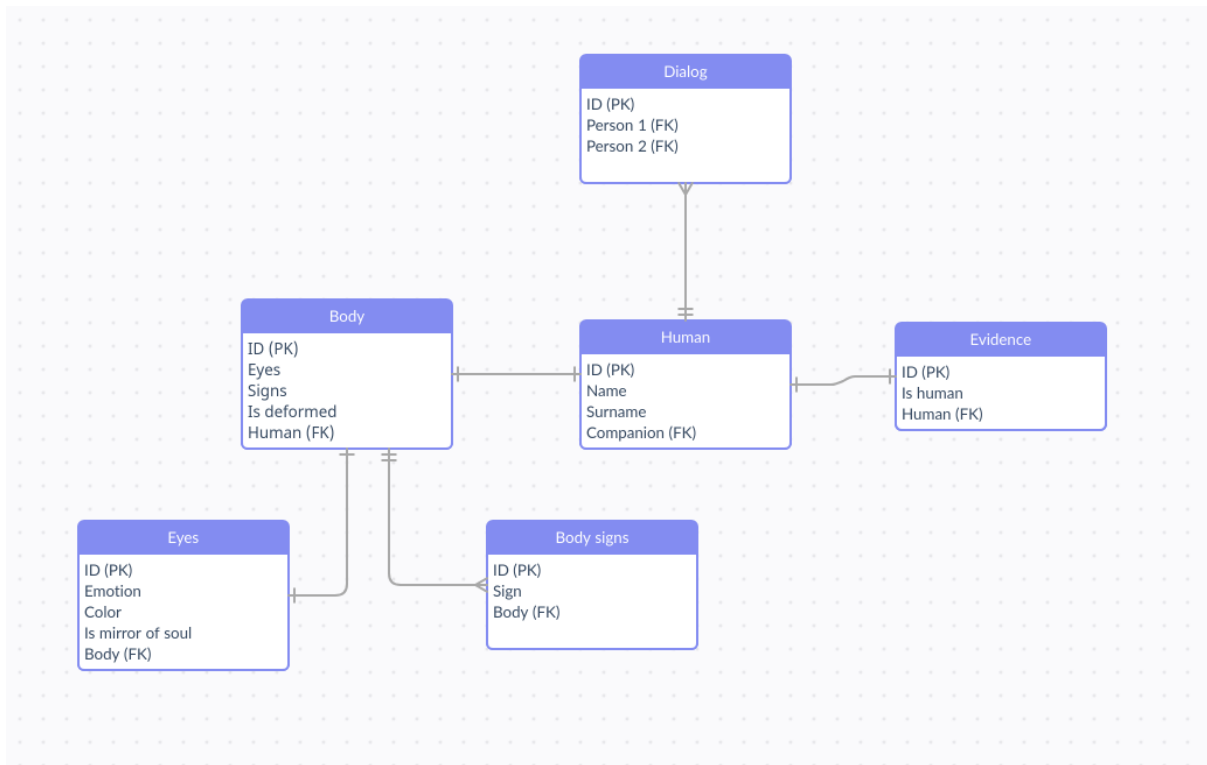 Dialog
ID (PK)
Person 1 (FK)
Person 2 (FK)
Body
ID (PK)
Eyes
Signs
Is deformed
Human (FK)
Human
ID (PK)
Name
Surname
Companion (FK)
Evidence
ID (PK)
Is human
Human (FK)
Eyes
ID (PK)
Emotion
Color
Is mirror of soul
Body (FK)
Body signs
ID (PK)
Sign
Body (FK)